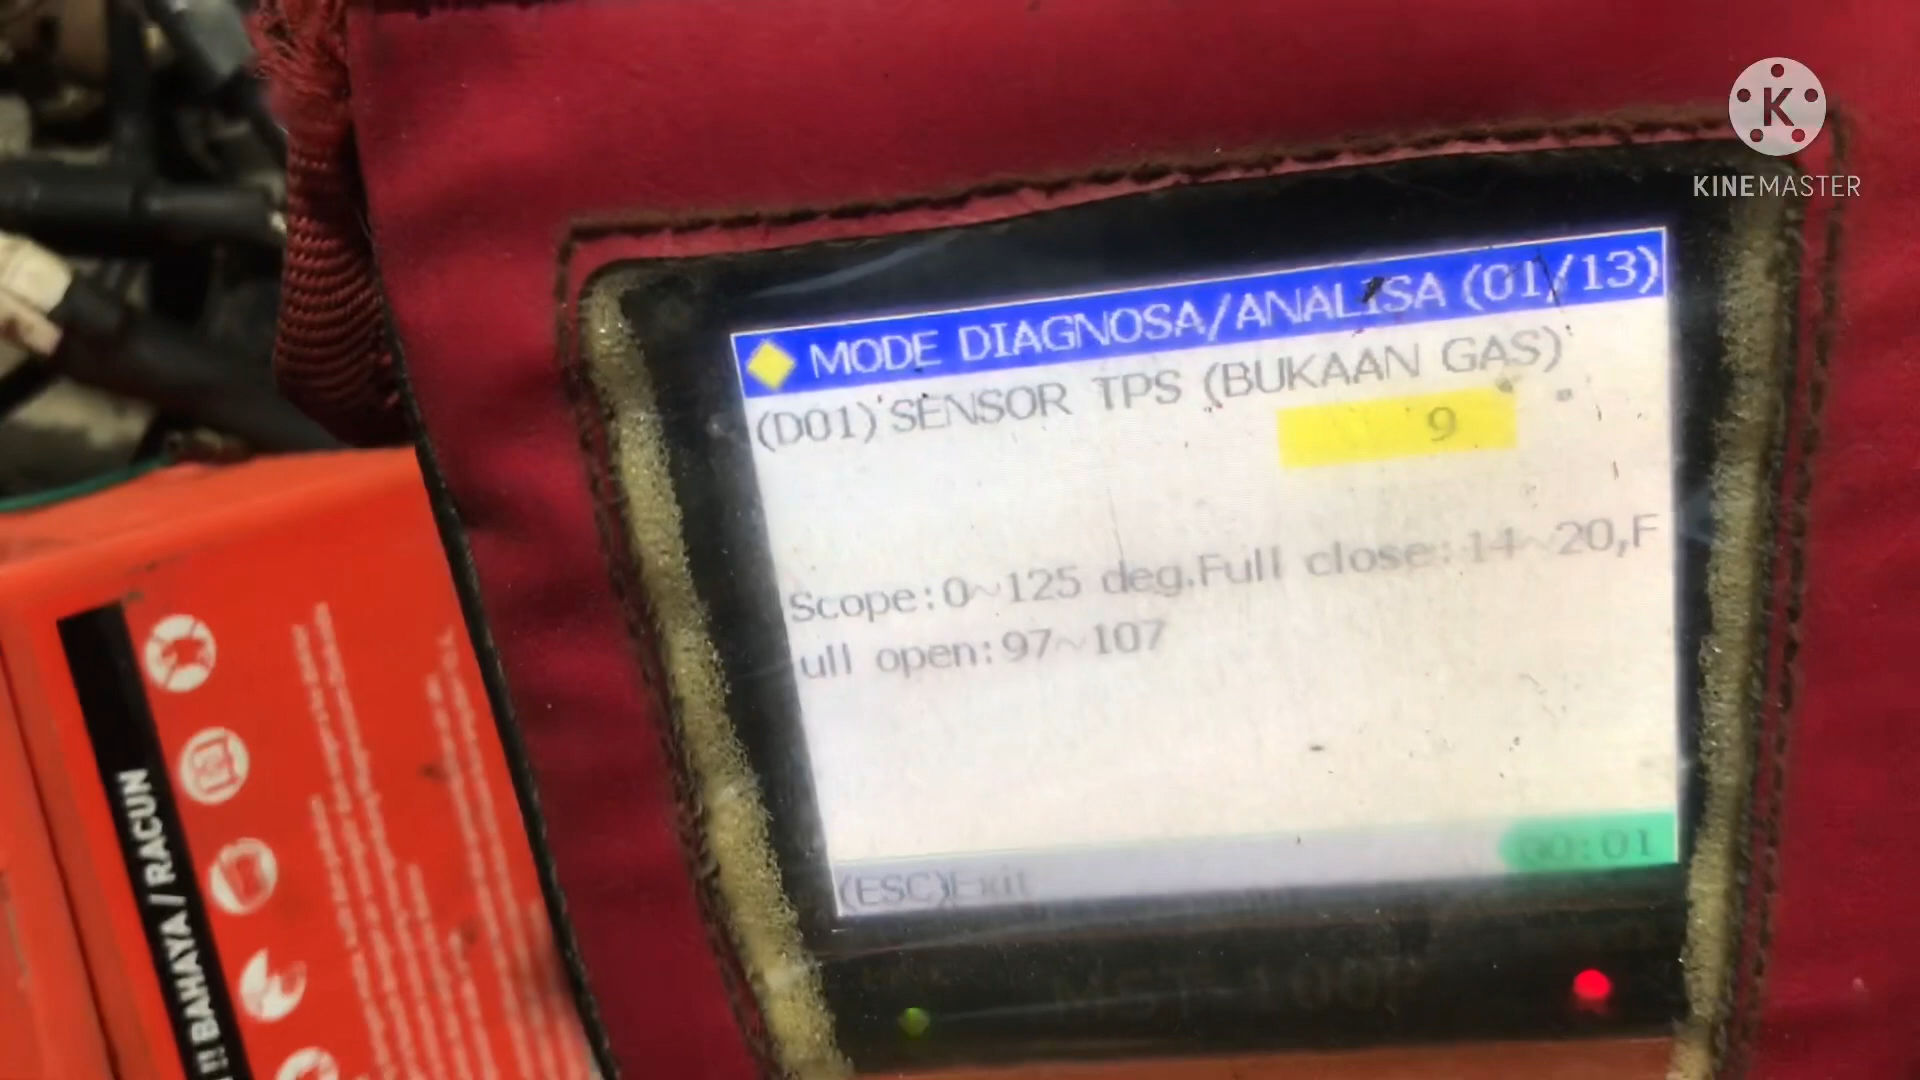 K
KINEMASTER
MODE DIAGNOSA/ANALISA (01/13)
(D01) SENSOR TPS (BUKAAN GAS)
9 °
Scope:0~125 deg.Full close:14~20,F
ull open:97~107
(ESC)Exit
00:01
!! BAHAYA / RACUN